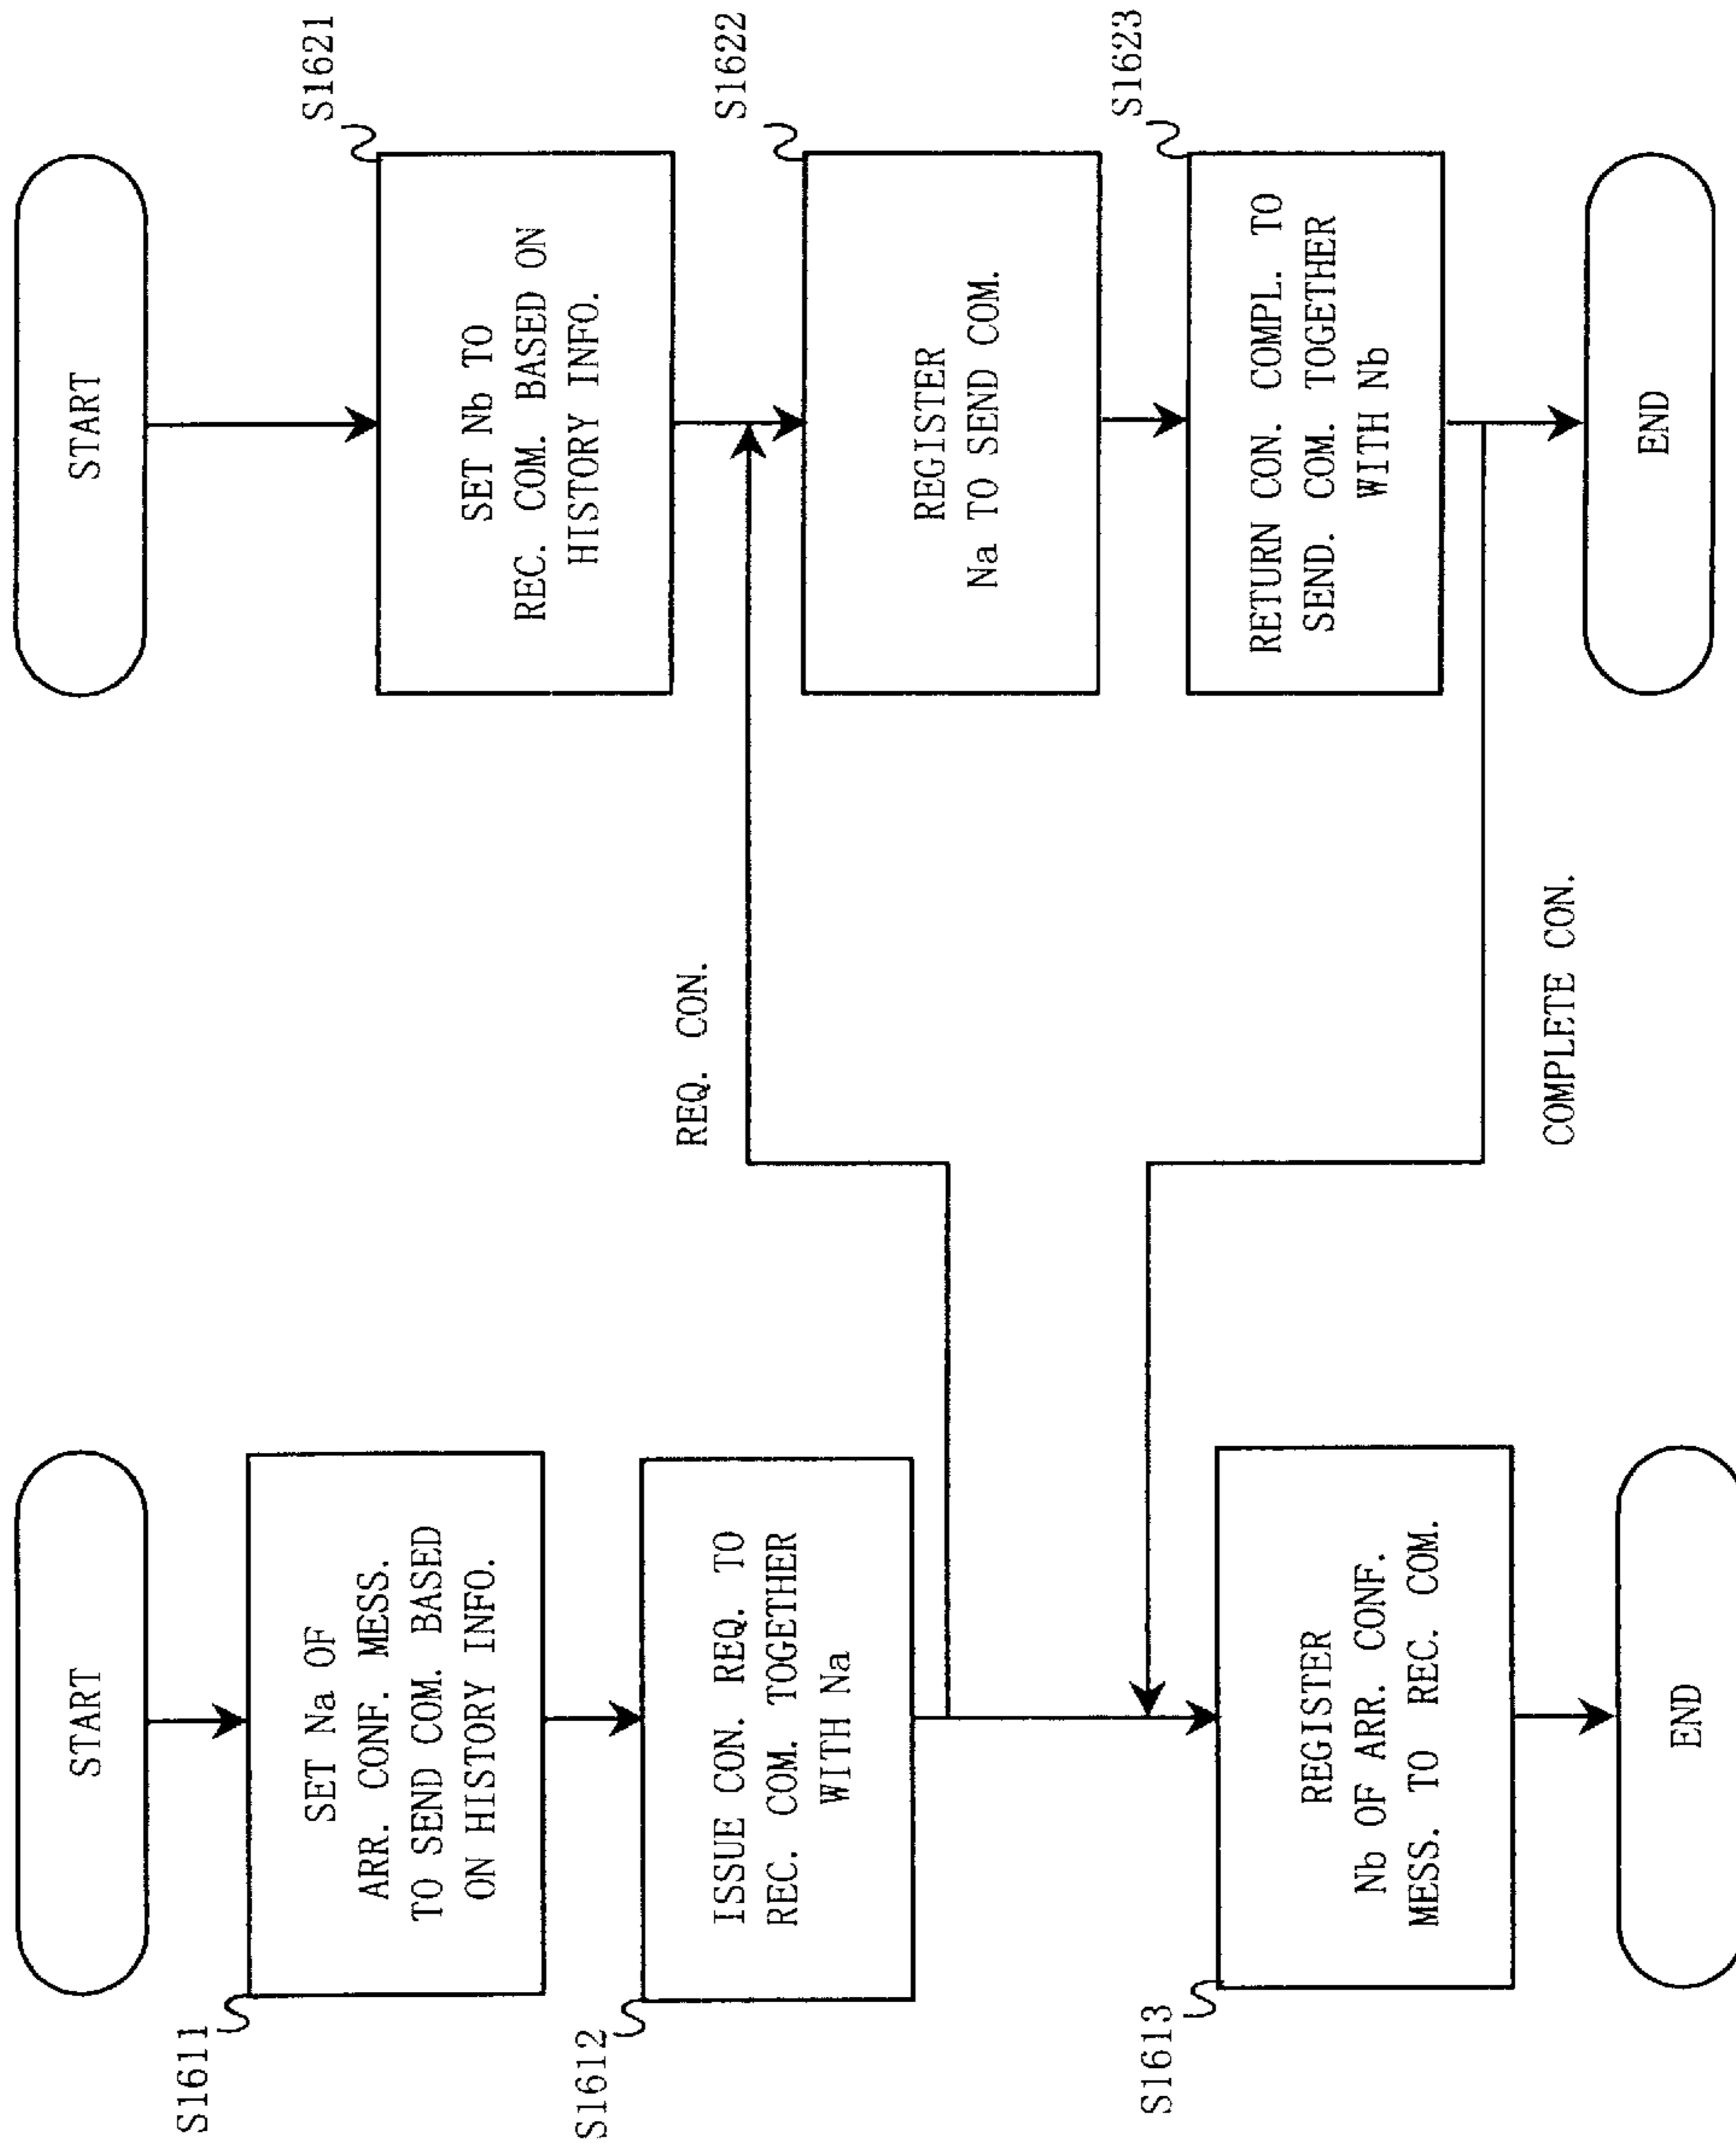 START
S1611
SET Na OF
ARR. CONF. MESS.
TO SEND COM. BASED
ON HISTORY INFO.
S1612
ISSUE CON. REQ. TO
REC. COM. TOGETHER
WITH Na
S1613
REGISTER
Nb OF ARR. CONF.
MESS. TO REC. COM.
END
REQ. CON.
COMPLETE CON.
START
S1621
SET Nb TO
REC. COM. BASED ON
HISTORY INFO.
S1622
REGISTER
Na TO SEND COM.
S1623
RETURN CON. COMPL. TO
SEND. COM. TOGETHER
WITH Nb
END